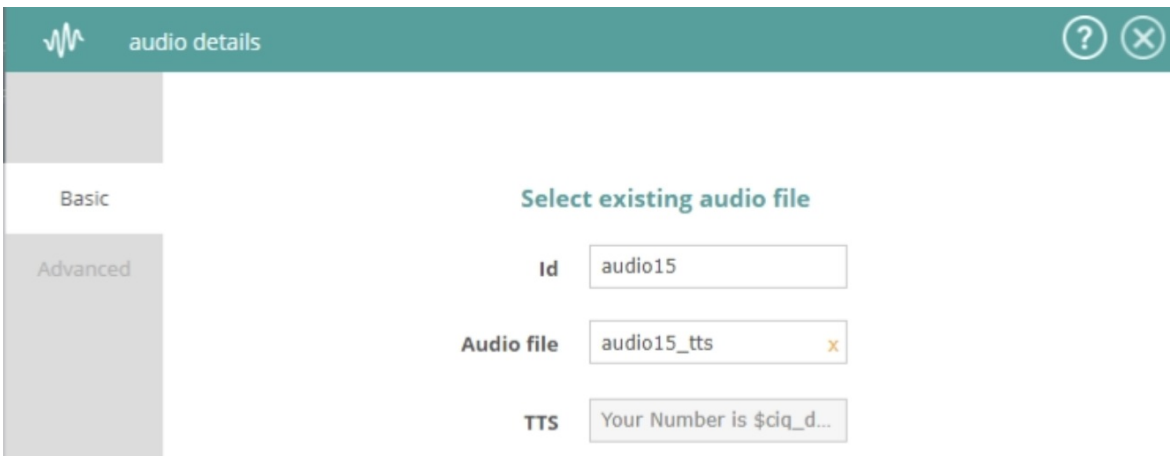 audio details
?
Basic
Select existing audio file
Id audio15
Advanced
Audio file audio15_tts x
TTS Your Number is $ciq_d...